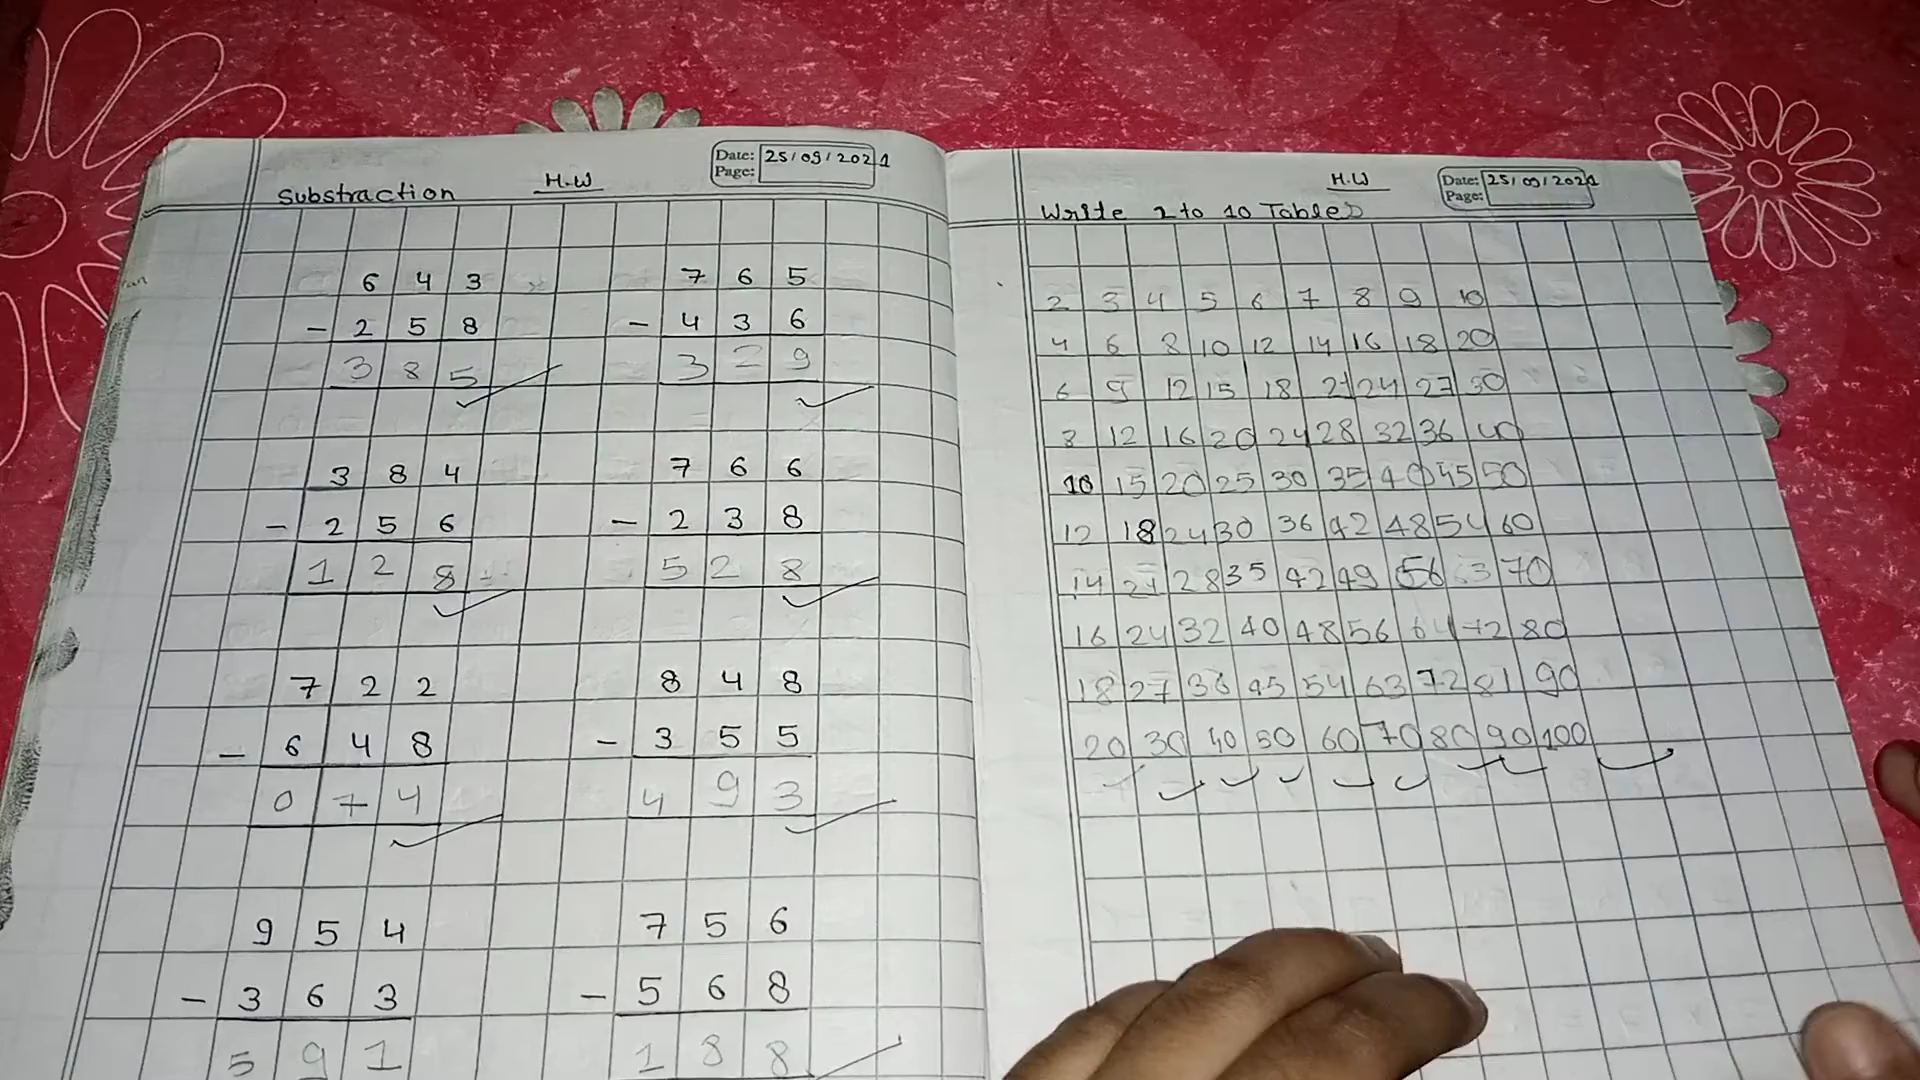 Substraction H.W Date: 25/09/2021
Page:
6 4 3 7 6 5
- 2 5 8 - 4 3 6
3 8 5 3 2 9
3 8 4 7 6 6
- 2 5 6 - 2 3 8
1 2 8 5 2 8
7 2 2 8 4 8
- 6 4 8 - 3 5 5
0 7 4 4 9 3
9 5 4 7 5 6
- 3 6 3 - 5 6 8
5 9 1 1 8 8
H.W Date: 25/09/2021
Page:
Write 2 to 10 Tables
2 3 4 5 6 7 8 9 10
4 6 8 10 12 14 16 18 20
6 9 12 15 18 21 24 27 30
8 12 16 20 24 28 32 36 40
10 15 20 25 30 35 40 45 50
12 18 24 30 36 42 48 54 60
14 21 28 35 42 49 56 63 70
16 24 32 40 48 56 64 72 80
18 27 36 45 54 63 72 81 90
20 30 40 50 60 70 80 90 100